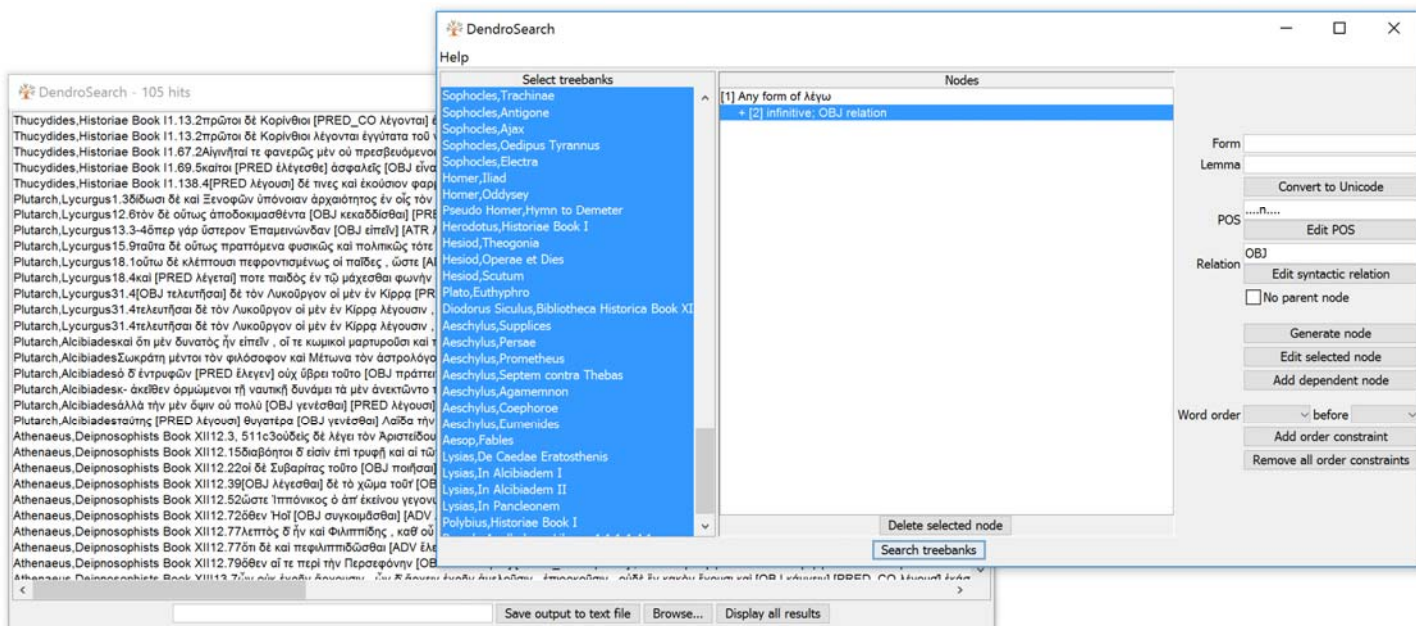 DendroSearch
Help
Select treebanks
Sophocles,Trachinae
Sophocles,Antigone
Sophocles,Ajax
Sophocles,Oedipus Tyrannus
Sophocles,Electra
Homer,Iliad
Homer,Oddysey
Pseudo Homer,Hymn to Demeter
Herodotus,Historiae Book I
Hesiod,Theogonia
Hesiod,Operae et Dies
Hesiod,Scutum
Plato,Euthyphro
Diodorus Siculus,Bibliotheca Historica Book XI
Aeschylus,Supplices
Aeschylus,Persae
Aeschylus,Prometheus
Aeschylus,Septem contra Thebas
Aeschylus,Agamemnon
Aeschylus,Coephoroe
Aeschylus,Eumenides
Aesop,Fables
Lysias,De Caedae Eratosthenis
Lysias,In Alcibiadem I
Lysias,In Alcibiadem II
Lysias,In Pancleonem
Polybius,Historiae Book I
Nodes
[1] Any form of λέγω
+ [2] infinitive; OBJ relation
Delete selected node
Search treebanks
Form
Lemma
Convert to Unicode
POS ....n....
Edit POS
Relation OBJ
Edit syntactic relation
No parent node
Generate node
Edit selected node
Add dependent node
Word order before
Add order constraint
Remove all order constraints
DendroSearch - 105 hits
Thucydides,Historiae Book I1.13.2πρῶτοι δὲ Κορίνθιοι [PRED_CO λέγονται]
Thucydides,Historiae Book I1.13.2πρῶτοι δὲ Κορίνθιοι λέγονται ἐγγύτατα τοῦ
Thucydides,Historiae Book I1.67.2Αἰγινῆταί τε φανερῶς μὲν οὐ πρεσβευόμενοι
Thucydides,Historiae Book I1.69.5καίτοι [PRED ἐλέγεσθε] ἀσφαλεῖς [OBJ εἶναι
Thucydides,Historiae Book I1.138.4[PRED λέγουσι] δέ τινες καὶ ἑκούσιον φαρ
Plutarch,Lycurgus1.3δίδωσι δὲ καὶ Ξενοφῶν ὑπόνοιαν ἀρχαιότητος ἐν οἷς τὸν
Plutarch,Lycurgus12.6τὸν δὲ οὕτως ἀποδοκιμασθέντα [OBJ κεκαδδίσθαι] [PRE
Plutarch,Lycurgus13.3-4ὅπερ γὰρ ὕστερον Ἐπαμεινώνδαν [OBJ εἰπεῖν] [ATR
Plutarch,Lycurgus15.9ταῦτα δὲ οὕτως πραττόμενα φυσικῶς καὶ πολιτικῶς τότε
Plutarch,Lycurgus18.1οὕτω δὲ κλέπτουσι πεφροντισμένως οἱ παῖδες , ὥστε [A
Plutarch,Lycurgus18.4καὶ [PRED λέγεταί] ποτε παιδὸς ἐν τῷ μάχεσθαι φωνὴν
Plutarch,Lycurgus31.4[OBJ τελευτῆσαι] δὲ τὸν Λυκοῦργον οἱ μὲν ἐν Κίρρᾳ [PR
Plutarch,Lycurgus31.4τελευτῆσαι δὲ τὸν Λυκοῦργον οἱ μὲν ἐν Κίρρᾳ λέγουσιν ,
Plutarch,Lycurgus31.4τελευτῆσαι δὲ τὸν Λυκοῦργον οἱ μὲν ἐν Κίρρᾳ λέγουσιν ,
Plutarch,Alcibiadesκαὶ ὅτι μὲν δυνατὸς ἦν εἰπεῖν , οἵ τε κωμικοὶ μαρτυροῦσι καὶ
Plutarch,AlcibiadesΣωκράτη μέντοι τὸν φιλόσοφον καὶ Μέτωνα τὸν ἀστρολόγο
Plutarch,Alcibiadesὁ δ’ ἐντρυφῶν [PRED ἔλεγεν] οὐχ ὕβρει τοῦτο [OBJ πράττει
Plutarch,Alcibiadesκ- ἀκεῖθεν ὁρμώμενοι τῇ ναυτικῇ δυνάμει τὰ μὲν ἀνεκτῶντο
Plutarch,Alcibiadesἀλλὰ τὴν μὲν ὄψιν οὐ πολὺ [OBJ γενέσθαι] [PRED λέγουσι]
Plutarch,Alcibiadesταύτης [PRED λέγουσι] θυγατέρα [OBJ γενέσθαι] Λαΐδα τὴν
Athenaeus,Deipnosophists Book XII12.3, 511c3οὐδεὶς δὲ λέγει τὸν Ἀριστείδου
Athenaeus,Deipnosophists Book XII12.15διαβόητοι δ’ εἰσὶν ἐπὶ τρυφῇ καὶ αἱ τῶ
Athenaeus,Deipnosophists Book XII12.22οἱ δὲ Συβαρίτας τοῦτο [OBJ ποιῆσαι]
Athenaeus,Deipnosophists Book XII12.39[OBJ λέγεσθαι] δὲ τὸ χῶμα τοῦτ’ [OB
Athenaeus,Deipnosophists Book XII12.52ὥστε Ἱππόνικος ὁ ἀπ’ ἐκείνου γεγον
Athenaeus,Deipnosophists Book XII12.72ὅθεν Ἠοῖ [OBJ συγκοιμᾶσθαι] [ADV
Athenaeus,Deipnosophists Book XII12.77λεπτὸς δ’ ἦν καὶ Φιλιππίδης , καθ’ οὗ
Athenaeus,Deipnosophists Book XII12.77ὅτι δὲ καὶ πεφιλιππιδῶσθαι [ADV ἔλε
Athenaeus,Deipnosophists Book XII12.79ὅθεν αἵ τε περὶ τὴν Περσεφόνην [OB
Save output to text file
Browse...
Display all results